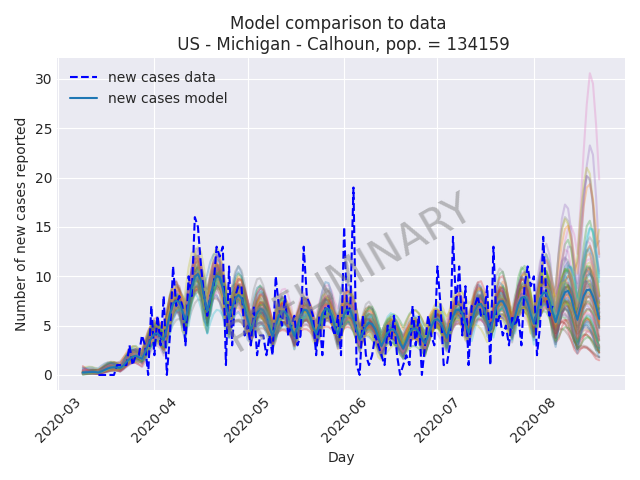 Model comparison to data
US - Michigan - Calhoun, pop. = 134159
new cases data
new cases model
Number of new cases reported
30
25
20
15
10
5
0
2020-03
2020-04
2020-05
2020-06
2020-07
2020-08
Day